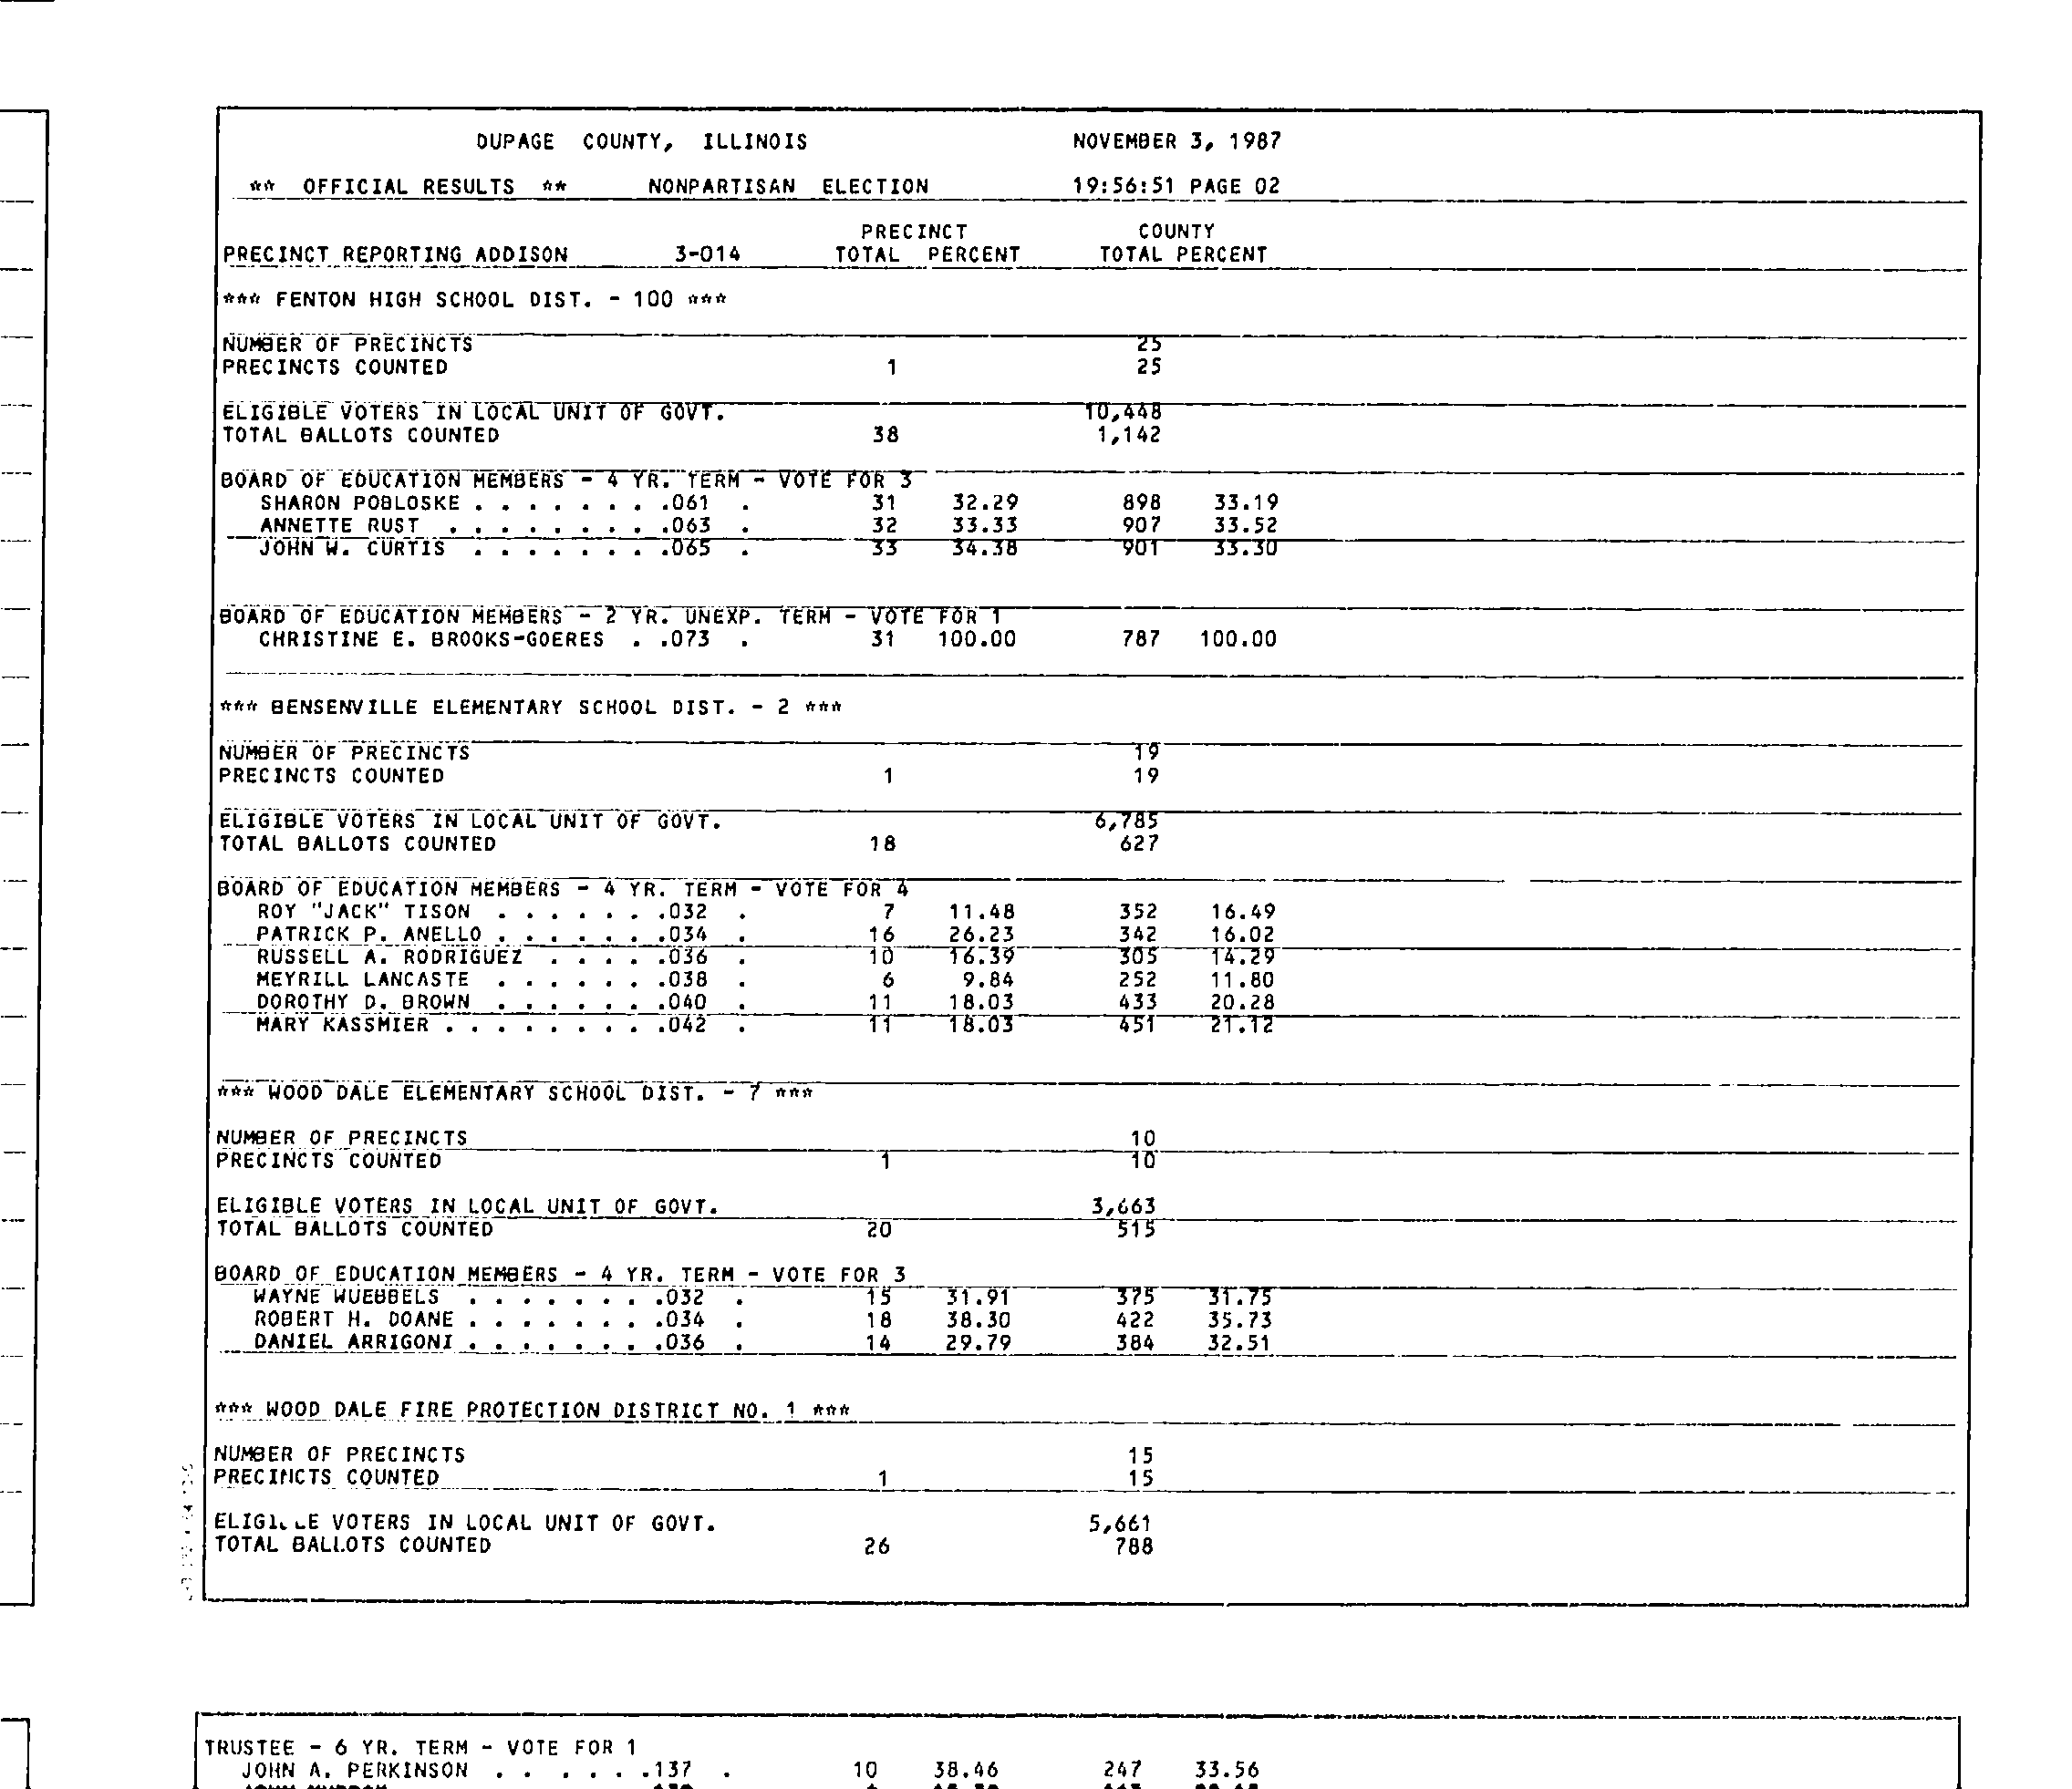 DUPAGE COUNTY, ILLINOIS NOVEMBER 3, 1987
** OFFICIAL RESULTS ** NONPARTISAN ELECTION 19:56:51 PAGE 02
PRECINCT COUNTY
PRECINCT REPORTING ADDISON 3-014 TOTAL PERCENT TOTAL PERCENT
*** FENTON HIGH SCHOOL DIST. - 100 ***
NUMBER OF PRECINCTS 25
PRECINCTS COUNTED 1 25
ELIGIBLE VOTERS IN LOCAL UNIT OF GOVT. 10,448
TOTAL BALLOTS COUNTED 38 1,142
BOARD OF EDUCATION MEMBERS - 4 YR. TERM - VOTE FOR 3
SHARON POBLOSKE . . . . . . . .061 . 31 32.29 898 33.19
ANNETTE RUST . . . . . . . . .063 . 32 33.33 907 33.52
JOHN W. CURTIS . . . . . . . .065 . 33 34.38 901 33.30
BOARD OF EDUCATION MEMBERS - 2 YR. UNEXP. TERM - VOTE FOR 1
CHRISTINE E. BROOKS-GOERES . .073 . 31 100.00 787 100.00
*** BENSENVILLE ELEMENTARY SCHOOL DIST. - 2 ***
NUMBER OF PRECINCTS 19
PRECINCTS COUNTED 1 19
ELIGIBLE VOTERS IN LOCAL UNIT OF GOVT. 6,785
TOTAL BALLOTS COUNTED 18 627
BOARD OF EDUCATION MEMBERS - 4 YR. TERM - VOTE FOR 4
ROY "JACK" TISON . . . . . . .032 . 7 11.48 352 16.49
PATRICK P. ANELLO . . . . . . .034 . 16 26.23 342 16.02
RUSSELL A. RODRIGUEZ . . . . .036 . 10 16.39 305 14.29
MEYRILL LANCASTE . . . . . . .038 . 6 9.84 252 11.80
DOROTHY D. BROWN . . . . . . .040 . 11 18.03 433 20.28
MARY KASSMIER . . . . . . . . .042 . 11 18.03 451 21.12
*** WOOD DALE ELEMENTARY SCHOOL DIST. - 7 ***
NUMBER OF PRECINCTS 10
PRECINCTS COUNTED 1 10
ELIGIBLE VOTERS IN LOCAL UNIT OF GOVT. 3,663
TOTAL BALLOTS COUNTED 20 515
BOARD OF EDUCATION MEMBERS - 4 YR. TERM - VOTE FOR 3
WAYNE WUEBBELS . . . . . . . .032 . 15 31.91 375 31.75
ROBERT H. DOANE . . . . . . . .034 . 18 38.30 422 35.73
DANIEL ARRIGONI . . . . . . . .036 . 14 29.79 384 32.51
*** WOOD DALE FIRE PROTECTION DISTRICT NO. 1 ***
NUMBER OF PRECINCTS 15
PRECINCTS COUNTED 1 15
VOTERS IN LOCAL UNIT OF GOVT. 5,661
TOTAL BALLOTS COUNTED 26 788
TRUSTEE - 6 YR. TERM - VOTE FOR 1
JOHN A. PERKINSON . . . . . .137 . 10 38.46 247 33.56